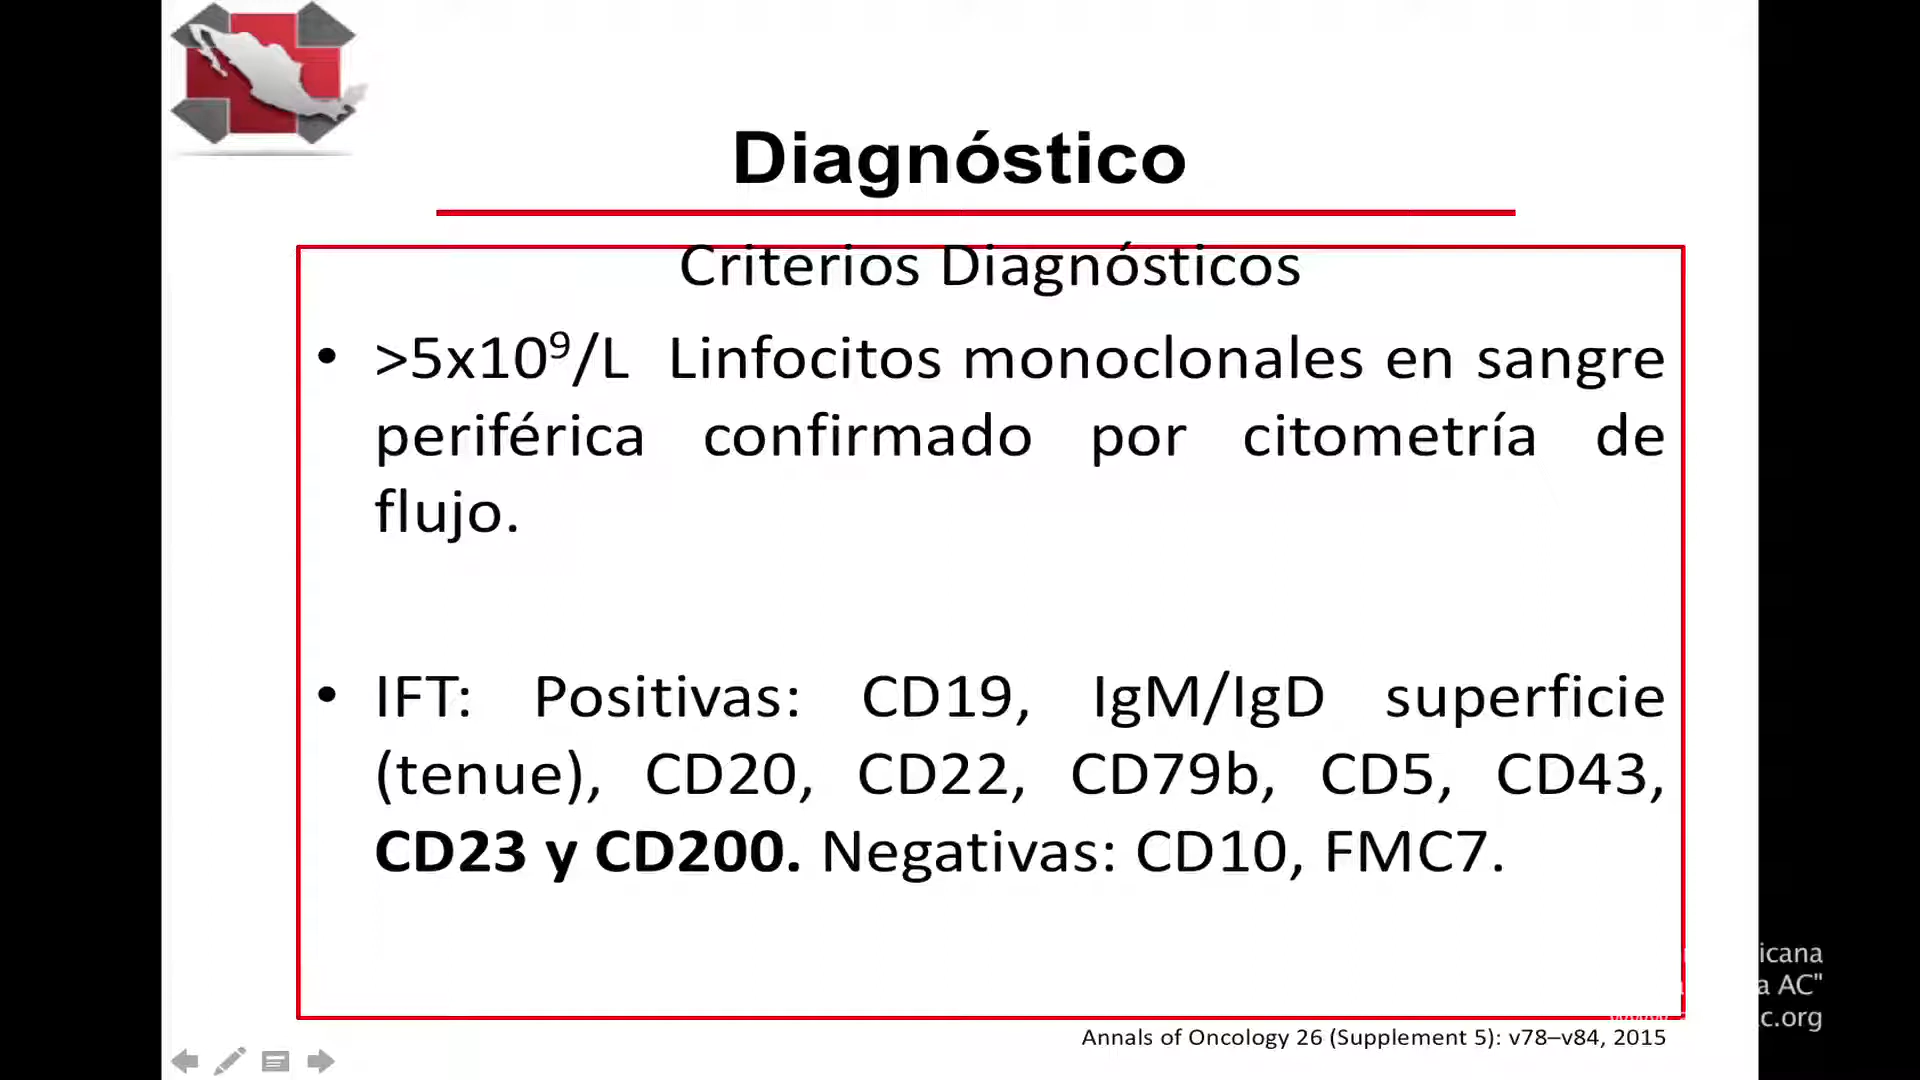 Diagnóstico
Criterios Diagnósticos
• >5x10⁹/L Linfocitos monoclonales en sangre
periférica confirmado por citometría de
flujo.
• IFT: Positivas: CD19, IgM/IgD superficie
(tenue), CD20, CD22, CD79b, CD5, CD43,
CD23 y CD200. Negativas: CD10, FMC7.
icana
a AC"
c.org
Annals of Oncology 26 (Supplement 5): v78–v84, 2015